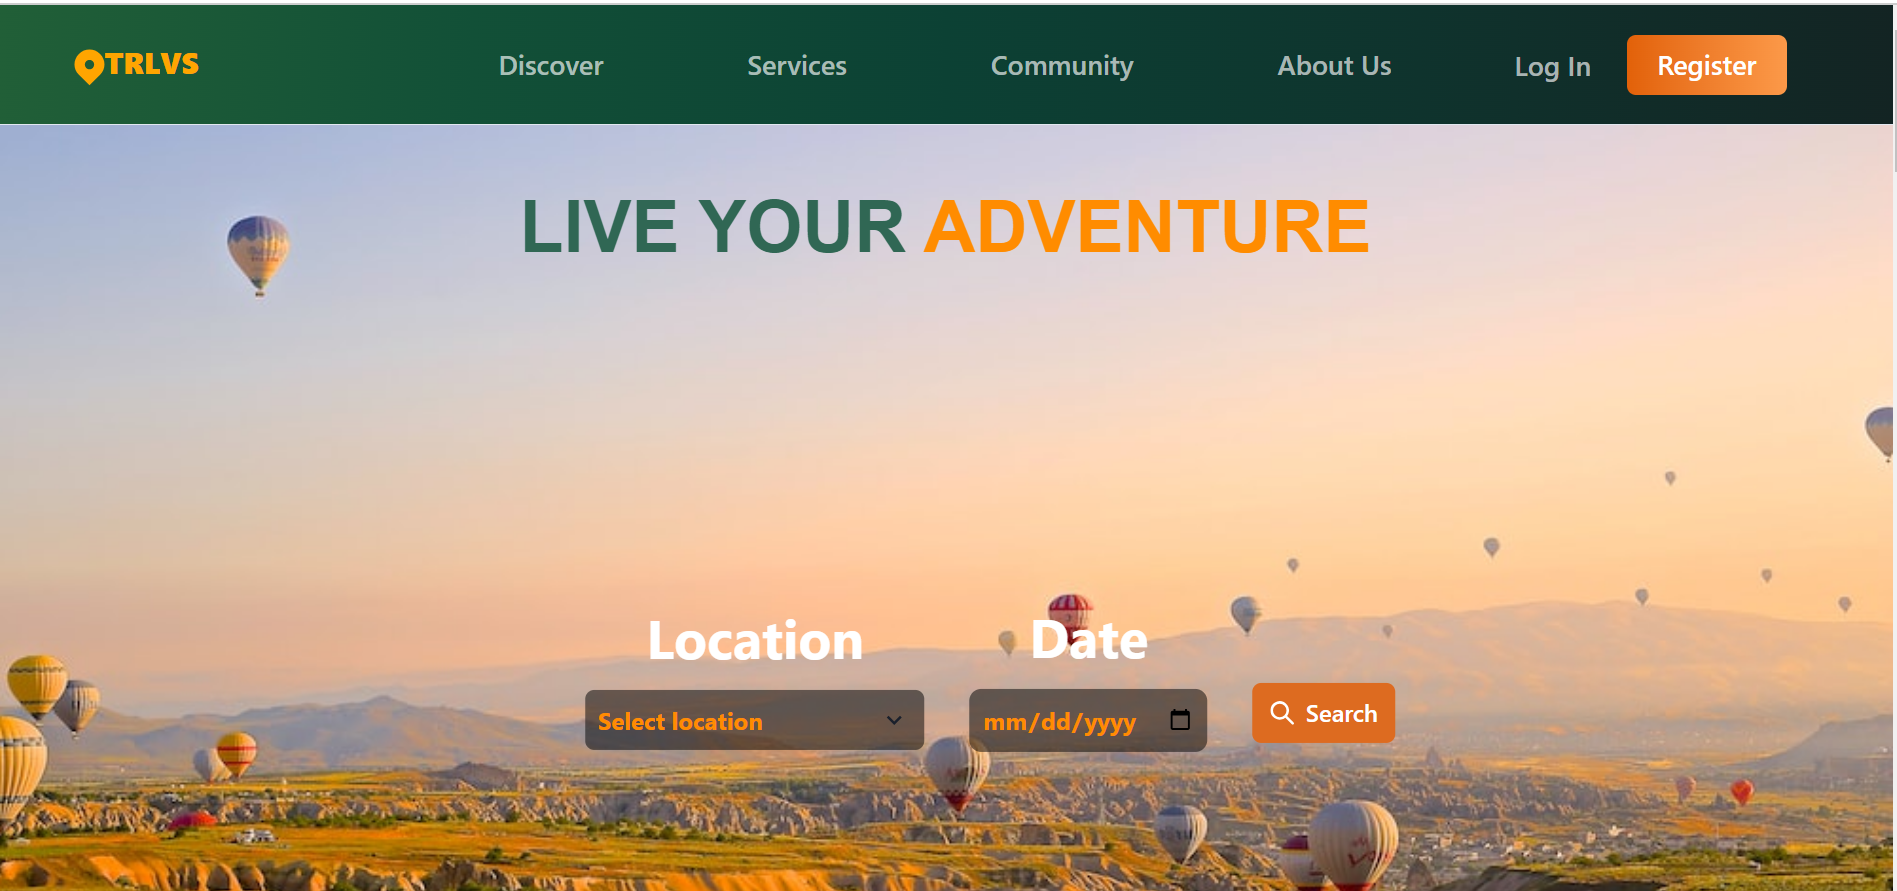 TRLVS
Discover
Services
Community
About Us
Log In
Register
LIVE YOUR ADVENTURE
Location
Date
Select location
mm/dd/yyyy
Search